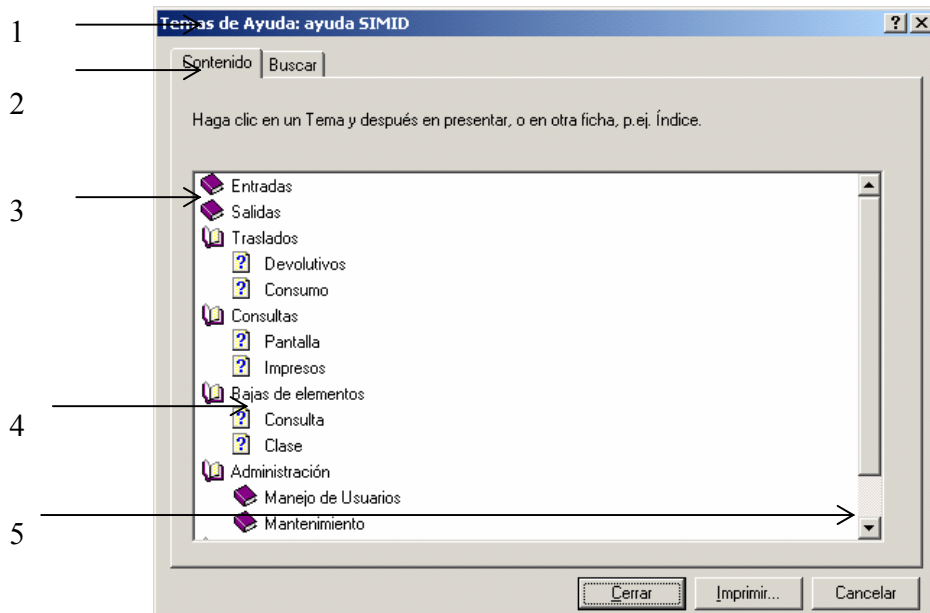 1
Temas de Ayuda: ayuda SIMID
Contenido
Buscar
2
Haga clic en un Tema y después en presentar, o en otra ficha, p.ej. Índice.
Entradas
3
Salidas
Traslados
Devolutivos
Consumo
Consultas
Pantalla
Impresos
Bajas de elementos
4
Consulta
Clase
Administración
Manejo de Usuarios
5
Mantenimiento
Cerrar
Imprimir...
Cancelar